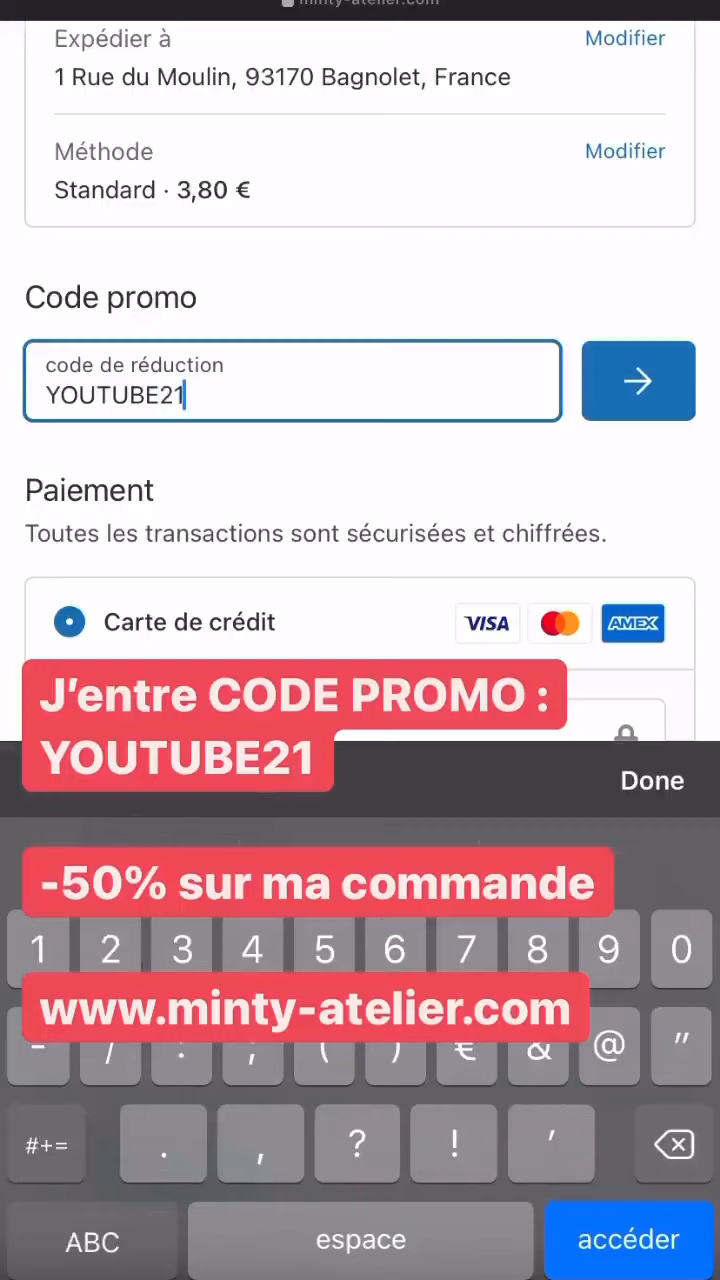 minty-atelier.com
Expédier à
Modifier
1 Rue du Moulin, 93170 Bagnolet, France
Méthode
Modifier
Standard · 3,80 €
Code promo
code de réduction
YOUTUBE21
Paiement
Toutes les transactions sont sécurisées et chiffrées.
Carte de crédit
VISA
AMEX
J'entre CODE PROMO :
YOUTUBE21
Done
-50% sur ma commande
1 2 3 4 5 6 7 8 9 0
www.minty-atelier.com
- / : ; ( ) € & @ "
#+= . , ? ! '
ABC espace accéder